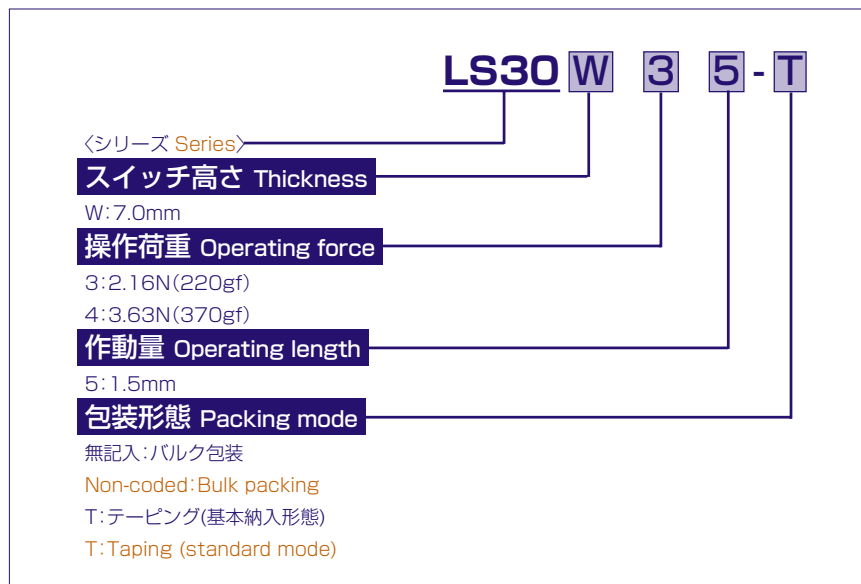 LS30 W 3 5 - T
〈シリーズ Series〉
スイッチ高さ Thickness
W:7.0mm
操作荷重 Operating force
3:2.16N(220gf)
4:3.63N(370gf)
作動量 Operating length
5:1.5mm
包装形態 Packing mode
無記入:バルク包装
Non-coded:Bulk packing
T:テーピング(基本納入形態)
T:Taping (standard mode)